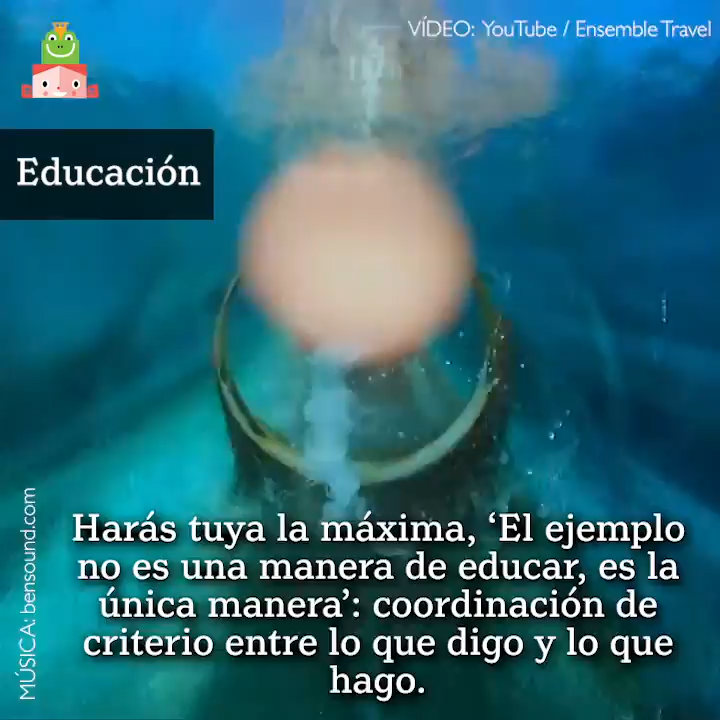 VÍDEO: YouTube / Ensemble Travel
Educación
Harás tuya la máxima, ‘El ejemplo
no es una manera de educar, es la
única manera’: coordinación de
criterio entre lo que digo y lo que
hago.
MÚSICA: bensound.com